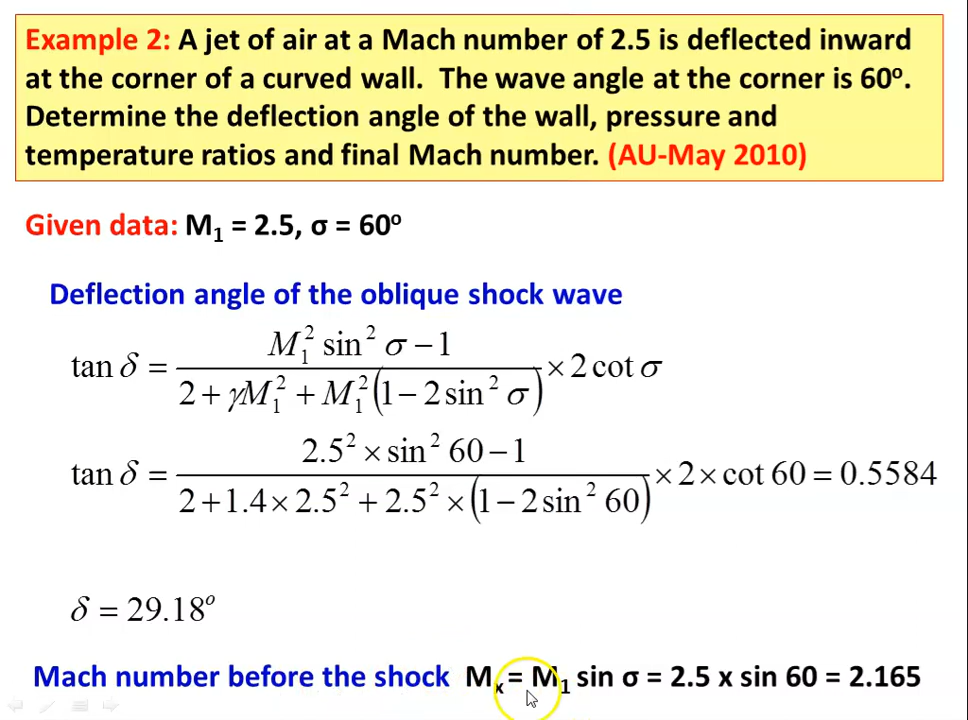 Example 2: A jet of air at a Mach number of 2.5 is deflected inward
at the corner of a curved wall. The wave angle at the corner is 60°.
Determine the deflection angle of the wall, pressure and
temperature ratios and final Mach number. (AU-May 2010)
Given data: M₁ = 2.5, σ = 60°
Deflection angle of the oblique shock wave
tan δ = (M₁² sin² σ − 1) / (2 + γM₁² + M₁²(1 − 2 sin² σ)) × 2 cot σ
tan δ = (2.5² × sin² 60 − 1) / (2 + 1.4 × 2.5² + 2.5² × (1 − 2 sin² 60)) × 2 × cot 60 = 0.5584
δ = 29.18°
Mach number before the shock Mₓ = M₁ sin σ = 2.5 x sin 60 = 2.165